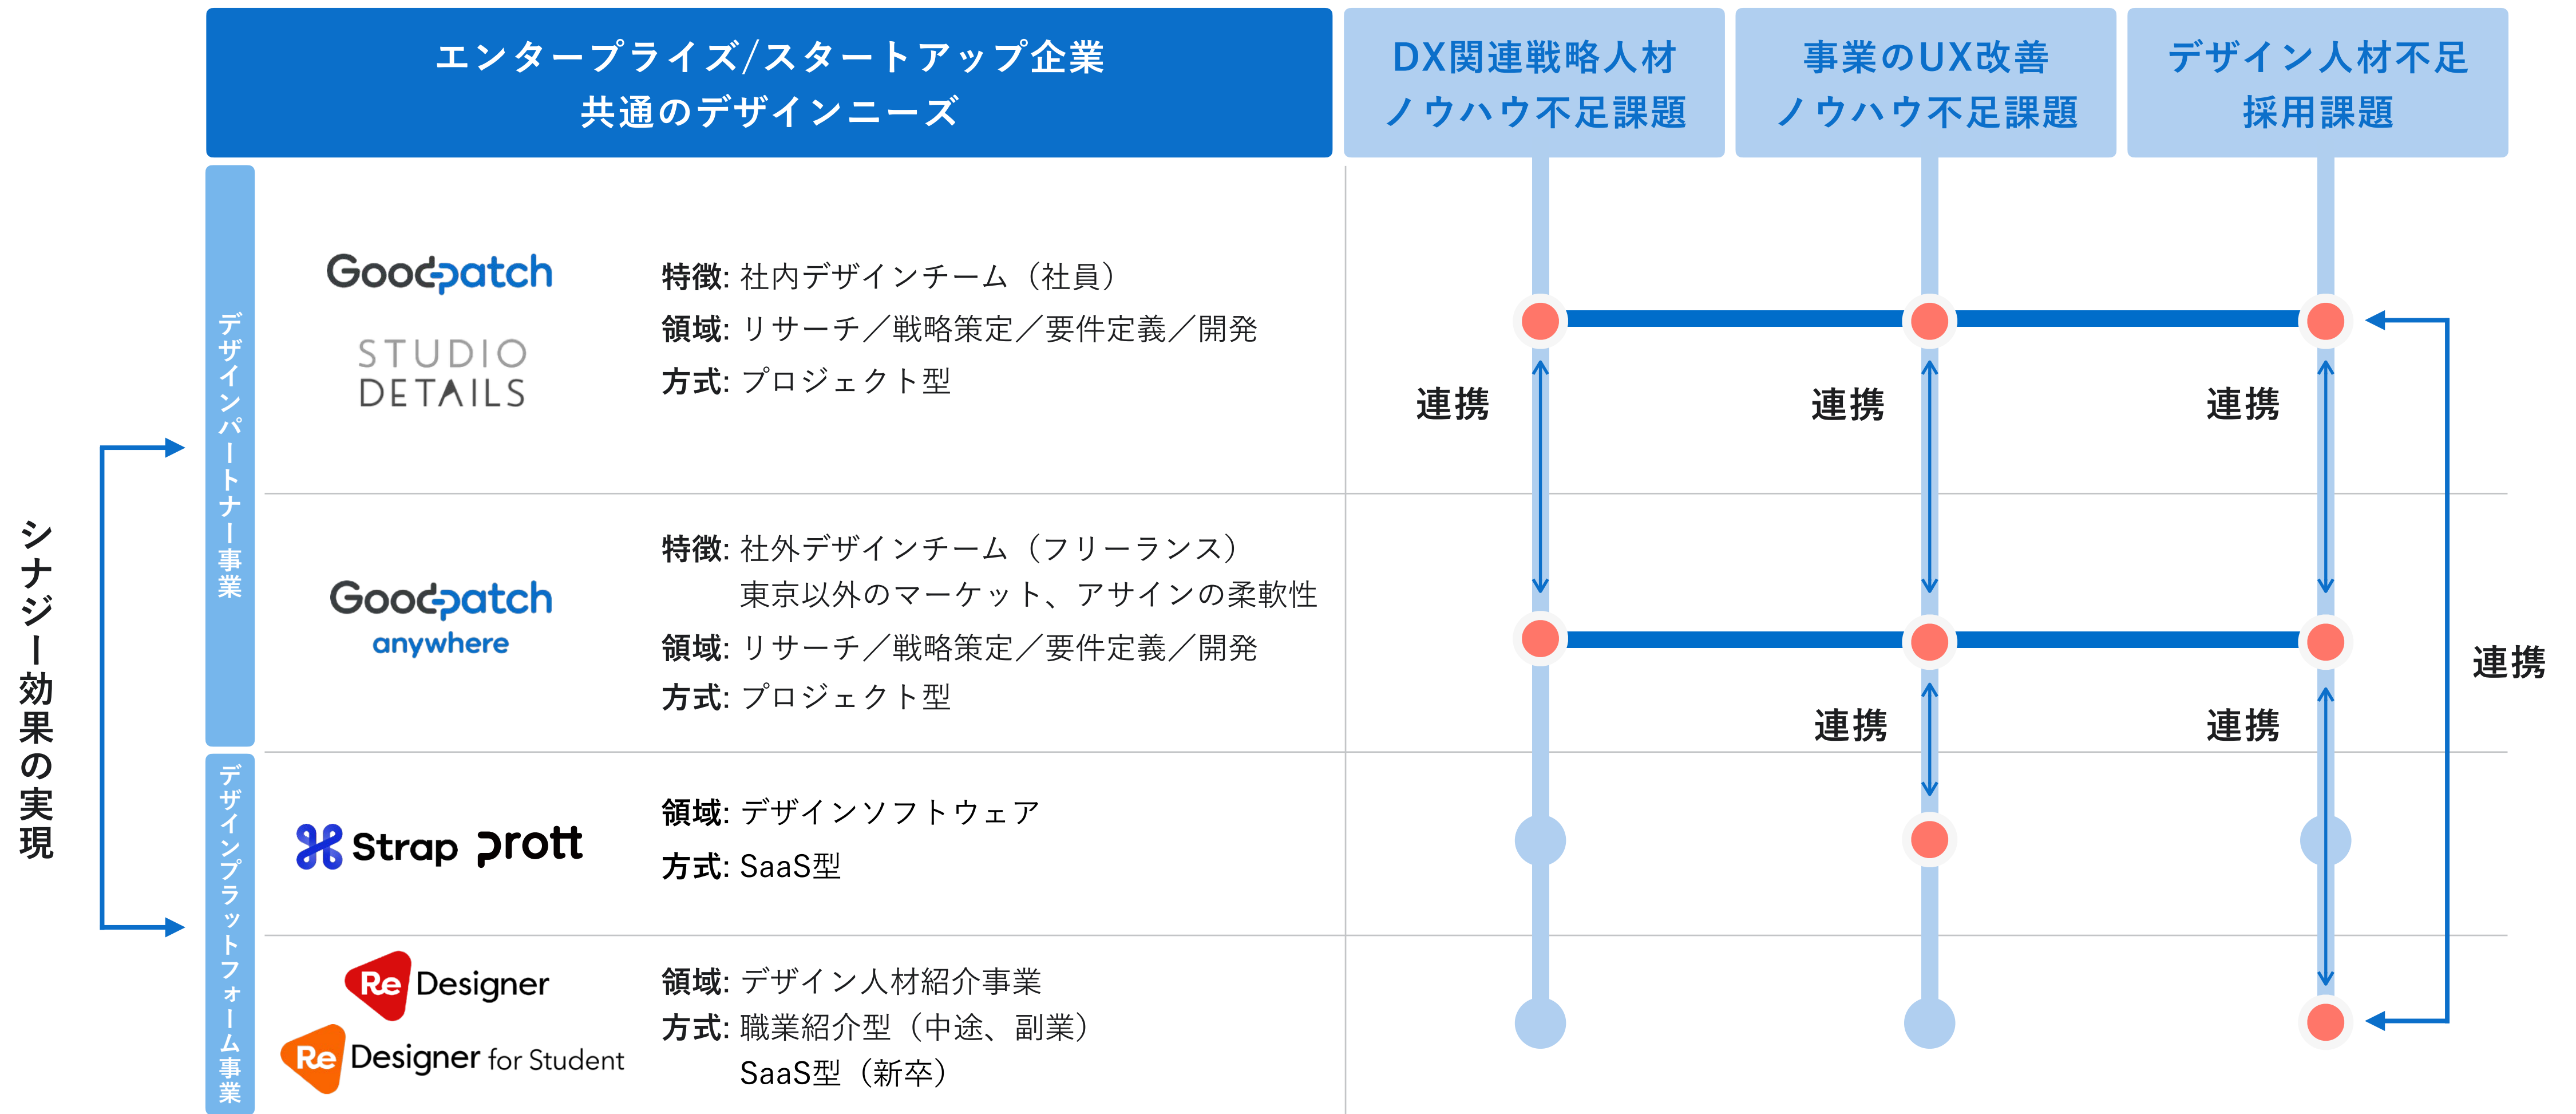 エンタープライズ/スタートアップ企業
共通のデザインニーズ
DX関連戦略人材
ノウハウ不足課題
事業のUX改善
ノウハウ不足課題
デザイン人材不足
採用課題
シナジー効果の実現
デザインパートナー事業
Goodpatch
STUDIO
DETAILS
特徴: 社内デザインチーム（社員）
領域: リサーチ／戦略策定／要件定義／開発
方式: プロジェクト型
連携
連携
連携
Goodpatch
anywhere
特徴: 社外デザインチーム（フリーランス）
東京以外のマーケット、アサインの柔軟性
領域: リサーチ／戦略策定／要件定義／開発
方式: プロジェクト型
連携
連携
連携
デザインプラットフォーム事業
Strap prott
領域: デザインソフトウェア
方式: SaaS型
Re Designer
Re Designer for Student
領域: デザイン人材紹介事業
方式: 職業紹介型（中途、副業）
SaaS型（新卒）